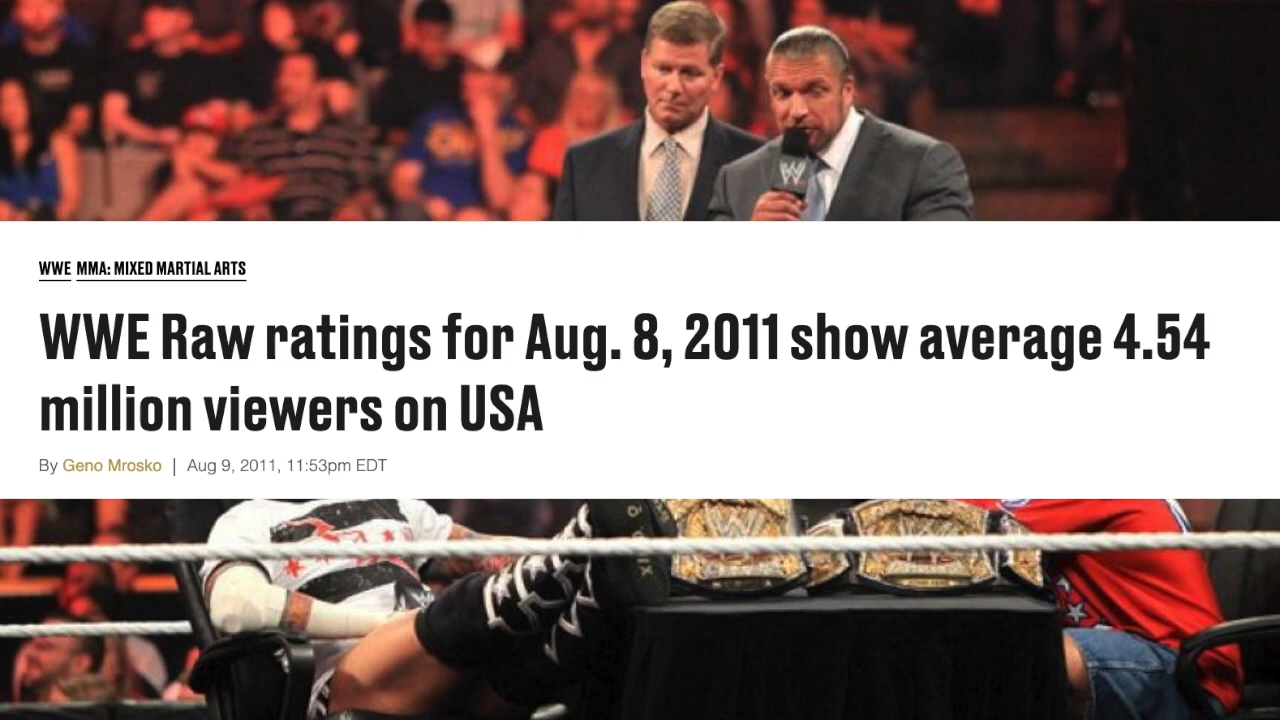 W
WWE MMA: MIXED MARTIAL ARTS
WWE Raw ratings for Aug. 8, 2011 show average 4.54
million viewers on USA
By Geno Mrosko | Aug 9, 2011, 11:53pm EDT